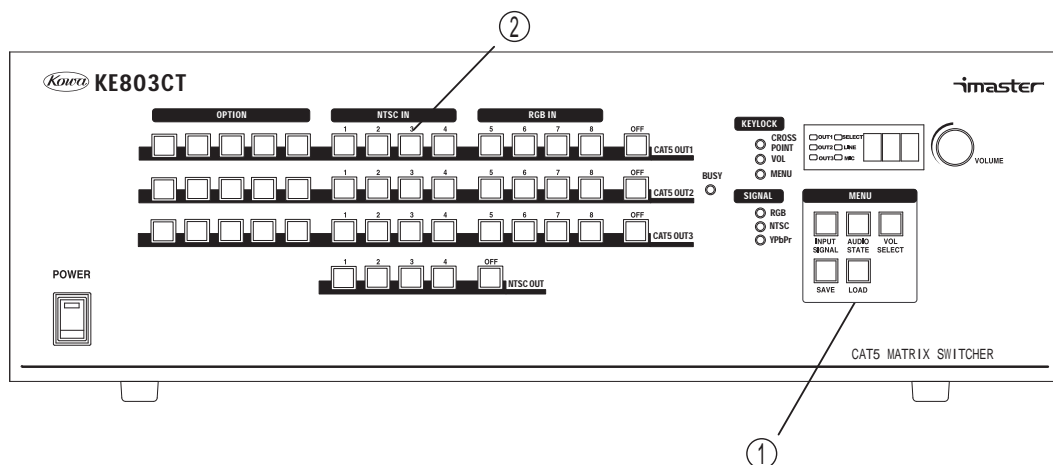 ②
Kowa KE803CT
imaster
OPTION NTSC IN RGB IN
1 2 3 4 5 6 7 8 OFF
CAT5 OUT1
1 2 3 4 5 6 7 8 OFF
CAT5 OUT2
1 2 3 4 5 6 7 8 OFF
CAT5 OUT3
1 2 3 4 OFF
NTSC OUT
BUSY
KEYLOCK
CROSS
POINT
VOL
MENU
SIGNAL
RGB
NTSC
YPbPr
OUT1 SELECT
OUT2 LINE
OUT3 MIC
VOLUME
MENU
INPUT AUDIO VOL
SIGNAL STATE SELECT
SAVE LOAD
POWER
CAT5 MATRIX SWITCHER
①